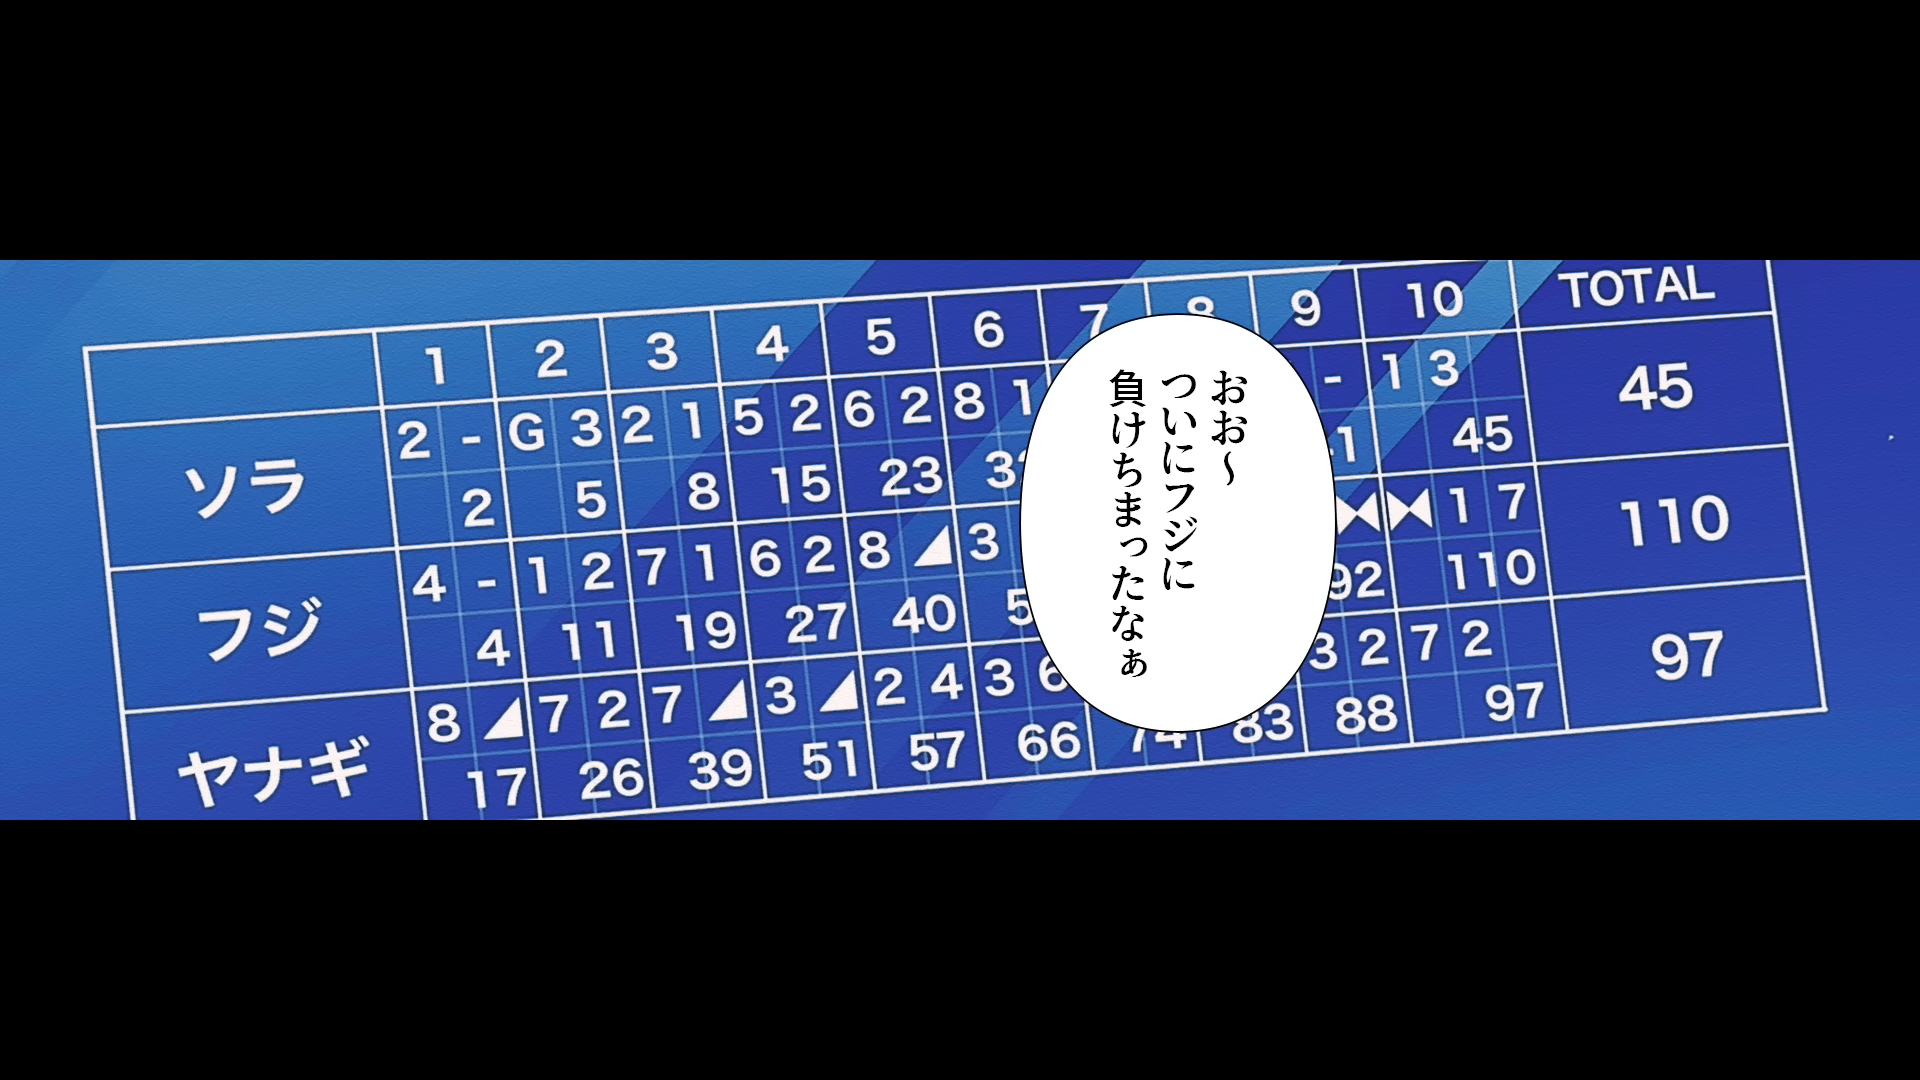 1 2 3 4 5 6 7 8 9 10 TOTAL
ソラ
2 - G 3 2 1 5 2 6 2 8 1 - 1 3
2 5 8 15 23 45
45
フジ
4 - 1 2 7 1 6 2 8 ◢ 3 ⧓ ⧓ 1 7
4 11 19 27 40 92 110
110
ヤナギ
8 ◢ 7 2 7 ◢ 3 ◢ 2 4 3 6 3 2 7 2
17 26 39 51 57 66 74 83 88 97
97
おお〜
ついにフジに
負けちまったなぁ